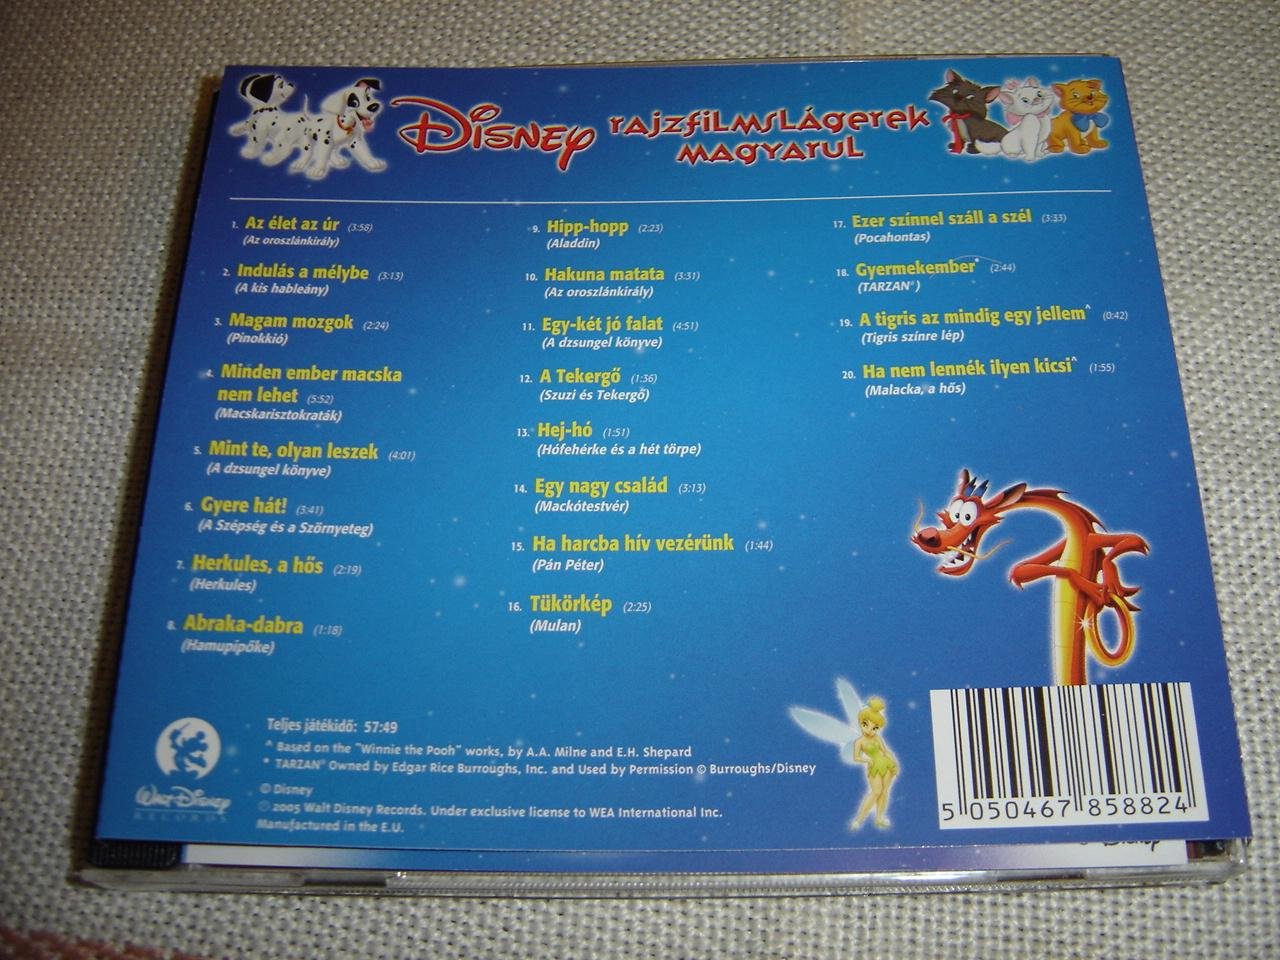 Disney rajzfilmslágerek
magyarul
1. Az élet az úr (3:58)
(Az oroszlánkirály)
2. Indulás a mélybe (3:13)
(A kis hableány)
3. Magam mozgok (2:24)
(Pinokkió)
4. Minden ember macska
nem lehet (5:52)
(Macskarisztokraták)
5. Mint te, olyan leszek (4:01)
(A dzsungel könyve)
6. Gyere hát! (3:41)
(A Szépség és a Szörnyeteg)
7. Herkules, a hős (2:19)
(Herkules)
8. Abraka-dabra (1:18)
(Hamupipőke)
9. Hipp-hopp (2:23)
(Aladdin)
10. Hakuna matata (3:31)
(Az oroszlánkirály)
11. Egy-két jó falat (4:51)
(A dzsungel könyve)
12. A Tekergő (1:36)
(Szuzi és Tekergő)
13. Hej-hó (1:51)
(Hófehérke és a hét törpe)
14. Egy nagy család (3:13)
(Mackótestvér)
15. Ha harcba hív vezérünk (1:44)
(Pán Péter)
16. Tükörkép (2:25)
(Mulan)
17. Ezer színnel száll a szél (3:33)
(Pocahontas)
18. Gyermekember* (2:44)
(TARZAN®)
19. A tigris az mindig egy jellem^ (0:42)
(Tigris színre lép)
20. Ha nem lennék ilyen kicsi^ (1:55)
(Malacka, a hős)
Teljes játékidő: 57:49
^ Based on the "Winnie the Pooh" works, by A.A. Milne and E.H. Shepard
* TARZAN® Owned by Edgar Rice Burroughs, Inc. and Used by Permission © Burroughs/Disney
© Disney
℗ 2005 Walt Disney Records. Under exclusive license to WEA International Inc.
Manufactured in the E.U.
Walt Disney
RECORDS
5 050467 858824
© Disney